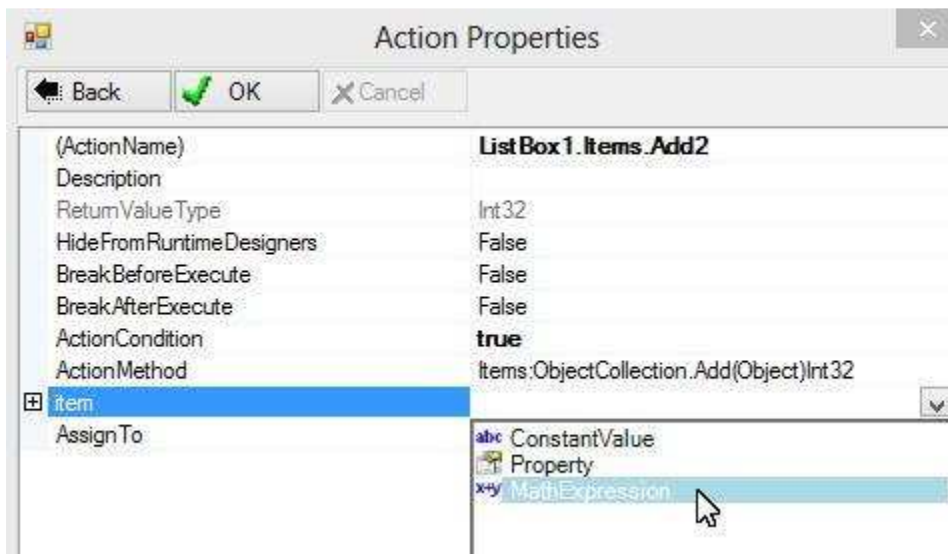 Action Properties
Back OK Cancel
(ActionName) ListBox1.Items.Add2
Description
ReturnValueType Int32
HideFromRuntimeDesigners False
BreakBeforeExecute False
BreakAfterExecute False
ActionCondition true
ActionMethod Items:ObjectCollection.Add(Object)Int32
item
AssignTo
abc ConstantValue
Property
x+y MathExpression